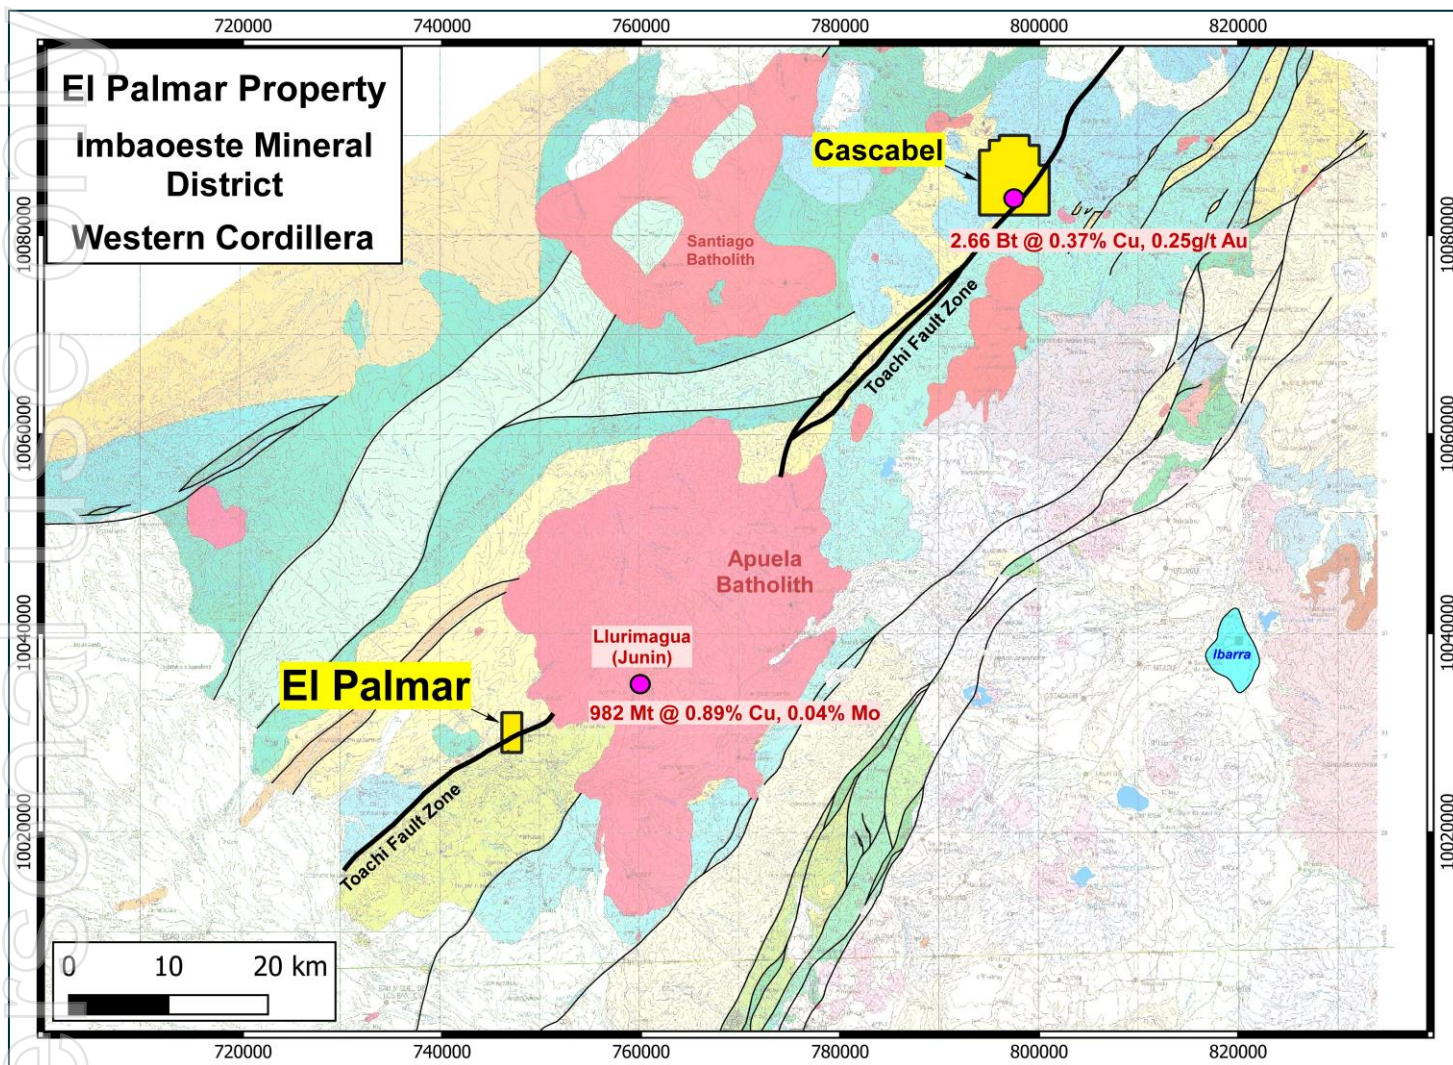 720000
740000
760000
780000
800000
820000
El Palmar Property
Imbaoeste Mineral
District
Western Cordillera
Cascabel
2.66 Bt @ 0.37% Cu, 0.25g/t Au
Santiago
Batholith
Toachi Fault Zone
Apuela
Batholith
Llurimagua
(Junin)
982 Mt @ 0.89% Cu, 0.04% Mo
El Palmar
Toachi Fault Zone
Ibarra
10080000
10060000
10040000
10020000
10080000
10060000
10040000
10020000
0 10 20 km
720000
740000
760000
780000
800000
820000
ersonal use only